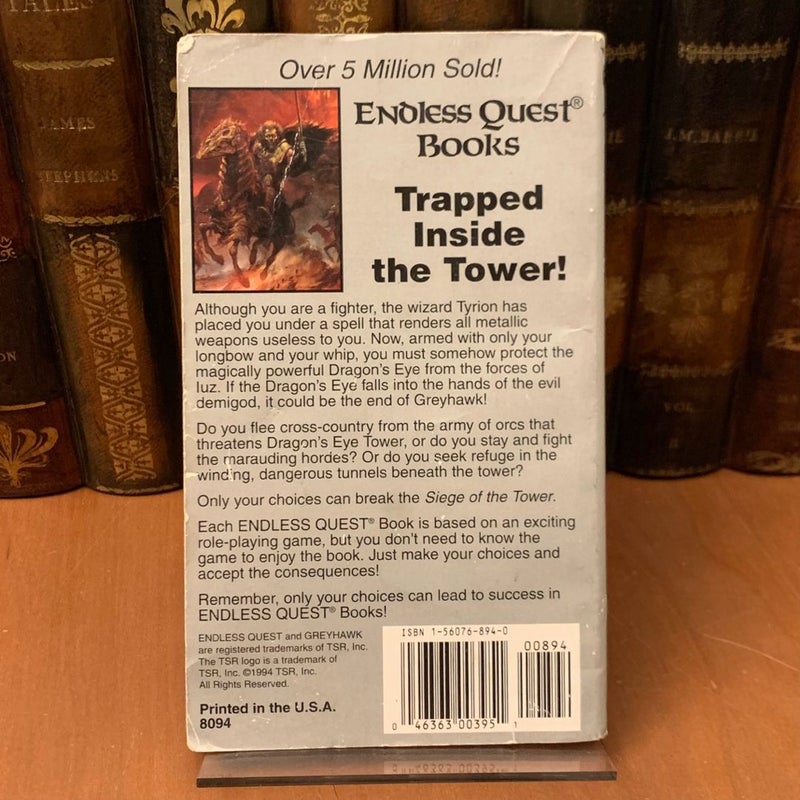 TALES
JAMES
STEPHENS
J.M.BARRIE
VOL
II
ON
Over 5 Million Sold!
ENDLESS QUEST®
BOOKS
Trapped
Inside
the Tower!
Although you are a fighter, the wizard Tyrion has
placed you under a spell that renders all metallic
weapons useless to you. Now, armed with only your
longbow and your whip, you must somehow protect the
magically powerful Dragon's Eye from the forces of
Iuz. If the Dragon's Eye falls into the hands of the evil
demigod, it could be the end of Greyhawk!
Do you flee cross-country from the army of orcs that
threatens Dragon's Eye Tower, or do you stay and fight
the marauding hordes? Or do you seek refuge in the
winding, dangerous tunnels beneath the tower?
Only your choices can break the Siege of the Tower.
Each ENDLESS QUEST® Book is based on an exciting
role-playing game, but you don't need to know the
game to enjoy the book. Just make your choices and
accept the consequences!
Remember, only your choices can lead to success in
ENDLESS QUEST® Books!
ENDLESS QUEST and GREYHAWK
are registered trademarks of TSR, Inc.
The TSR logo is a trademark of
TSR, Inc. ©1994 TSR, Inc.
All Rights Reserved.
Printed in the U.S.A.
8094
ISBN 1-56076-894-0
00894
0 46363 00395 1